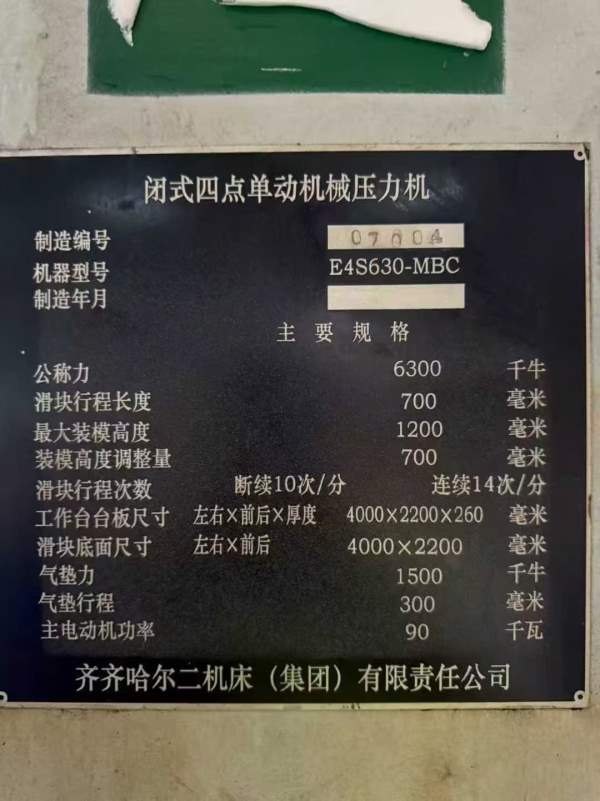 闭式四点单动机械压力机
制造编号 07004
机器型号 E4S630-MBC
制造年月
主要规格
公称力 6300 千牛
滑块行程长度 700 毫米
最大装模高度 1200 毫米
装模高度调整量 700 毫米
滑块行程次数 断续10次/分 连续14次/分
工作台台板尺寸 左右×前后×厚度 4000×2200×260 毫米
滑块底面尺寸 左右×前后 4000×2200 毫米
气垫力 1500 千牛
气垫行程 300 毫米
主电动机功率 90 千瓦
齐齐哈尔二机床（集团）有限责任公司